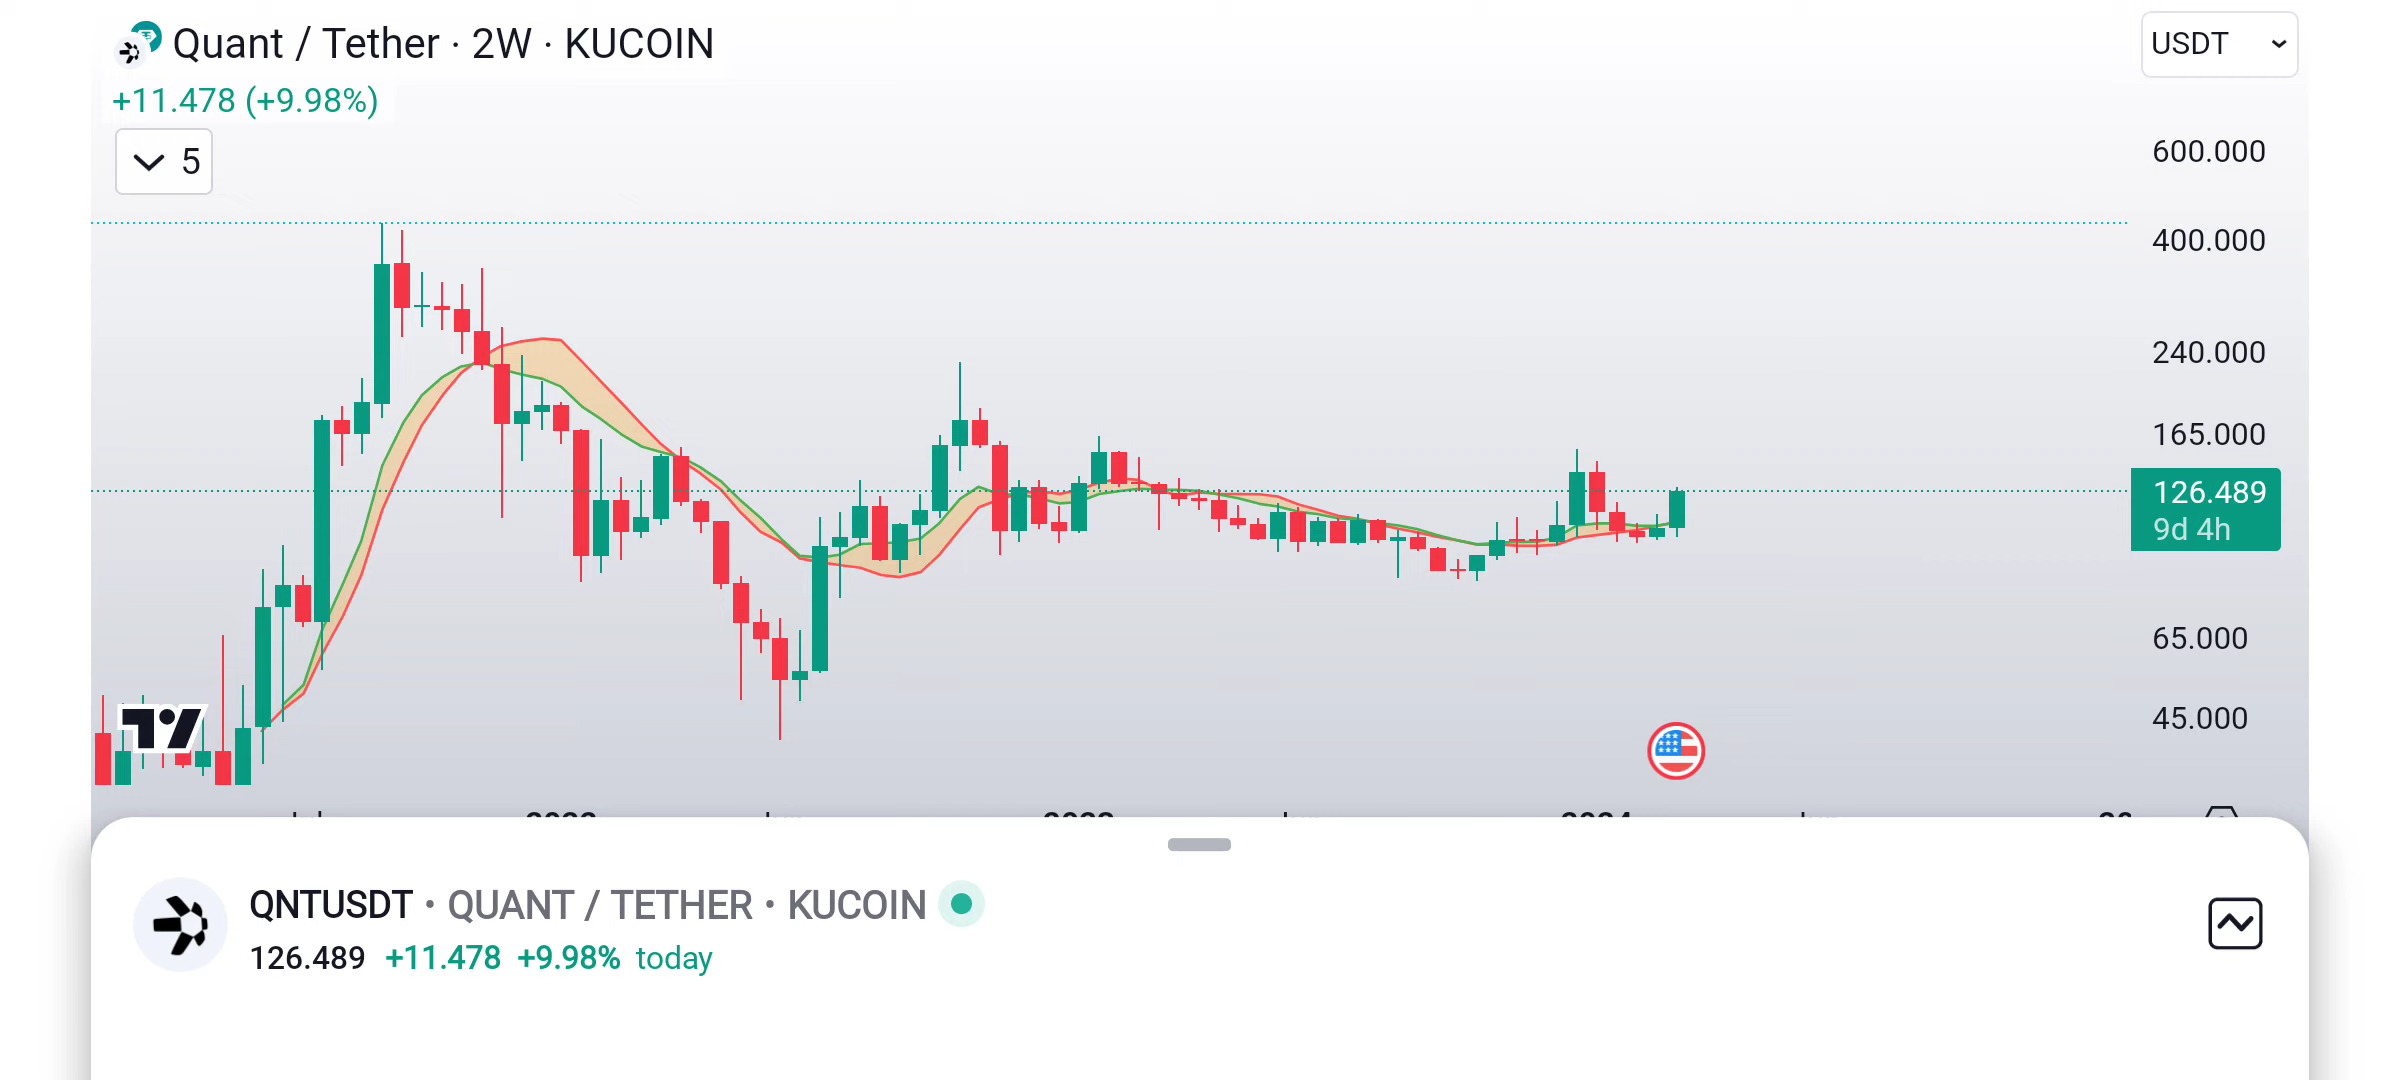 Quant / Tether · 2W · KUCOIN
USDT
+11.478 (+9.98%)
5
600.000
400.000
240.000
165.000
126.489
9d 4h
65.000
45.000
QNTUSDT • QUANT / TETHER • KUCOIN
126.489 +11.478 +9.98% today